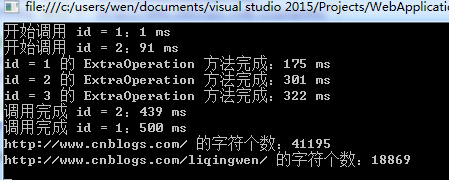 file:///c:/users/wen/documents/visual studio 2015/Projects/WebApplicatio
开始调用 id = 1：1 ms
开始调用 id = 2：91 ms
id = 1 的 ExtraOperation 方法完成：175 ms
id = 2 的 ExtraOperation 方法完成：301 ms
id = 3 的 ExtraOperation 方法完成：322 ms
调用完成 id = 2：439 ms
调用完成 id = 1：500 ms
http://www.cnblogs.com/ 的字符个数：41195
http://www.cnblogs.com/liqingwen/ 的字符个数：18869